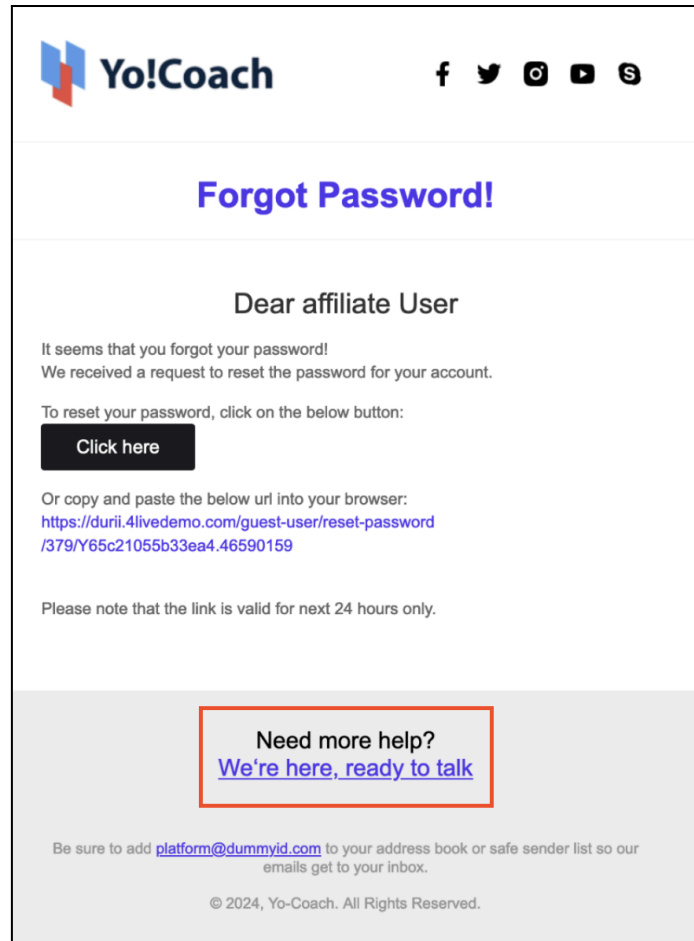 Yo!Coach
Forgot Password!
Dear affiliate User
It seems that you forgot your password!
We received a request to reset the password for your account.
To reset your password, click on the below button:
Click here
Or copy and paste the below url into your browser:
https://durii.4livedemo.com/guest-user/reset-password
/379/Y65c21055b33ea4.46590159
Please note that the link is valid for next 24 hours only.
Need more help?
We‘re here, ready to talk
Be sure to add platform@dummyid.com to your address book or safe sender list so our
emails get to your inbox.
© 2024, Yo-Coach. All Rights Reserved.